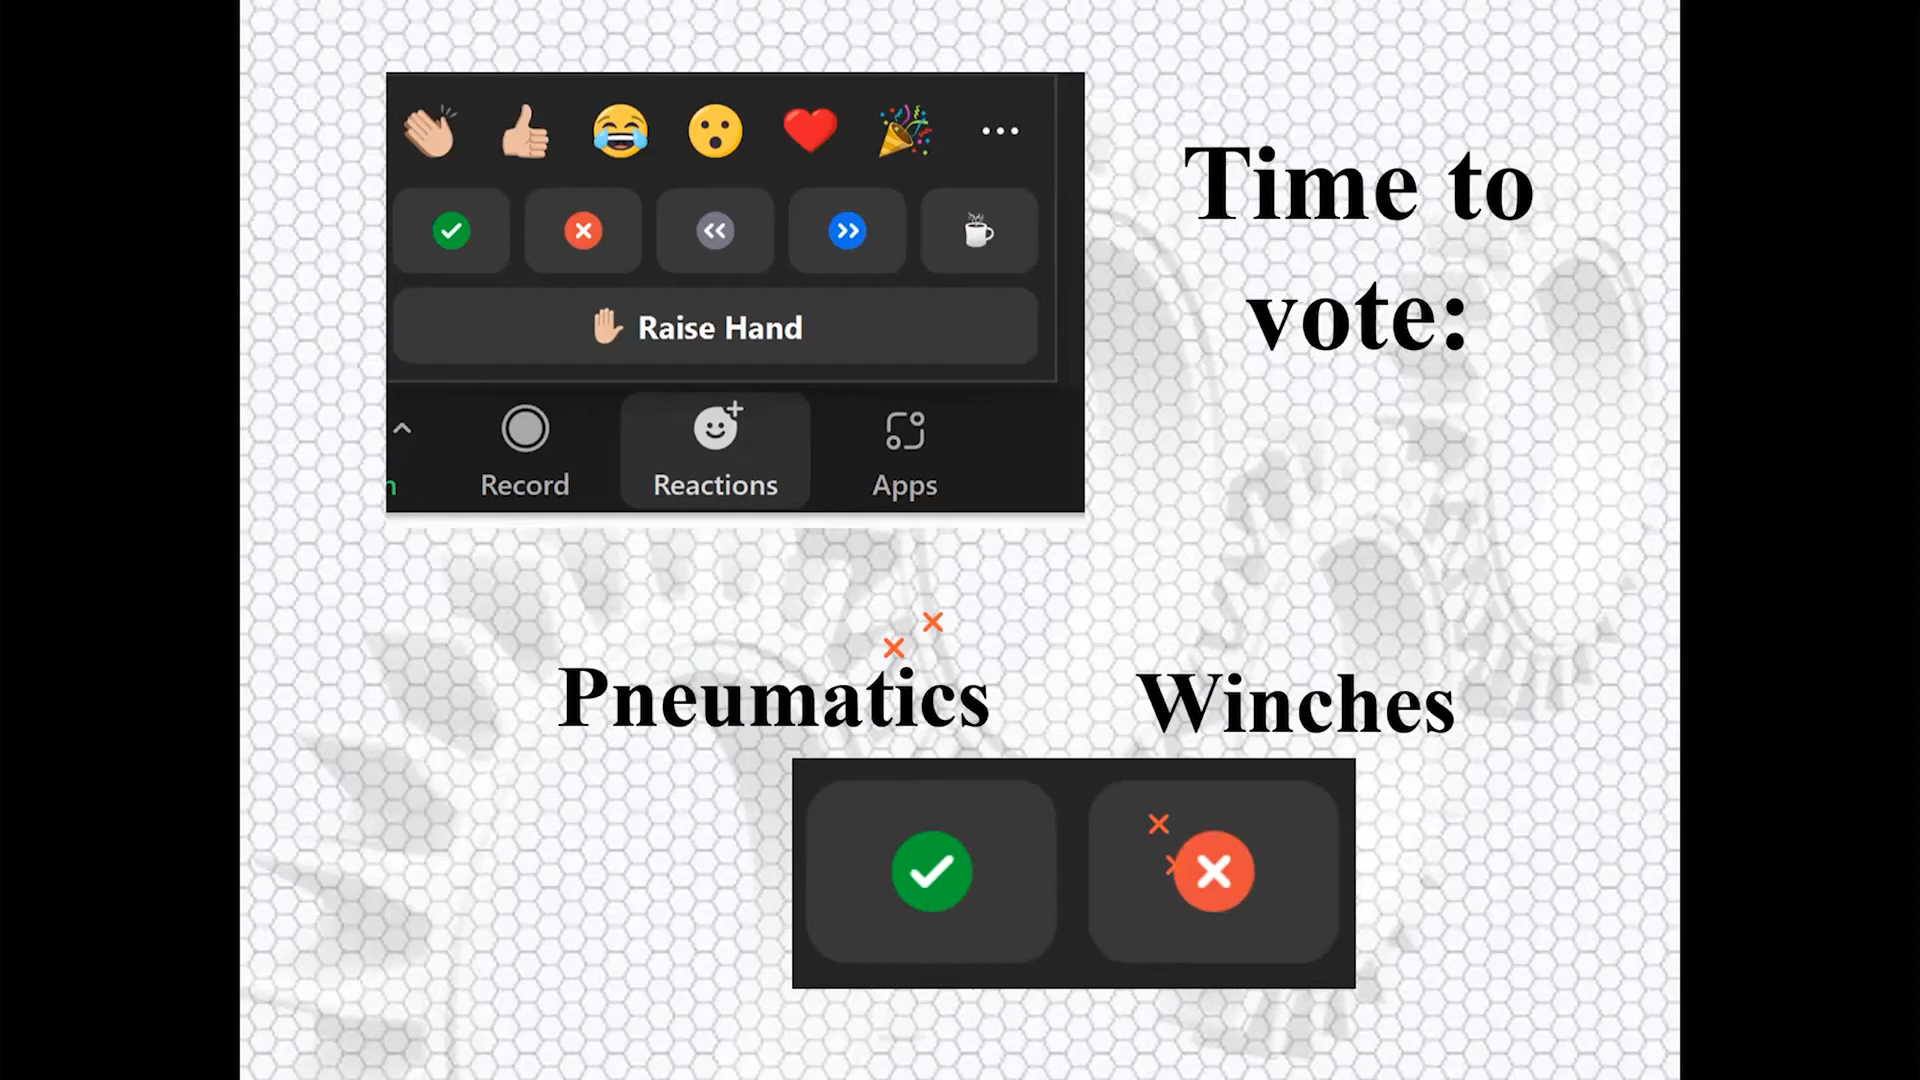 Time to
vote:
Raise Hand
Record
Reactions
Apps
Pneumatics
Winches